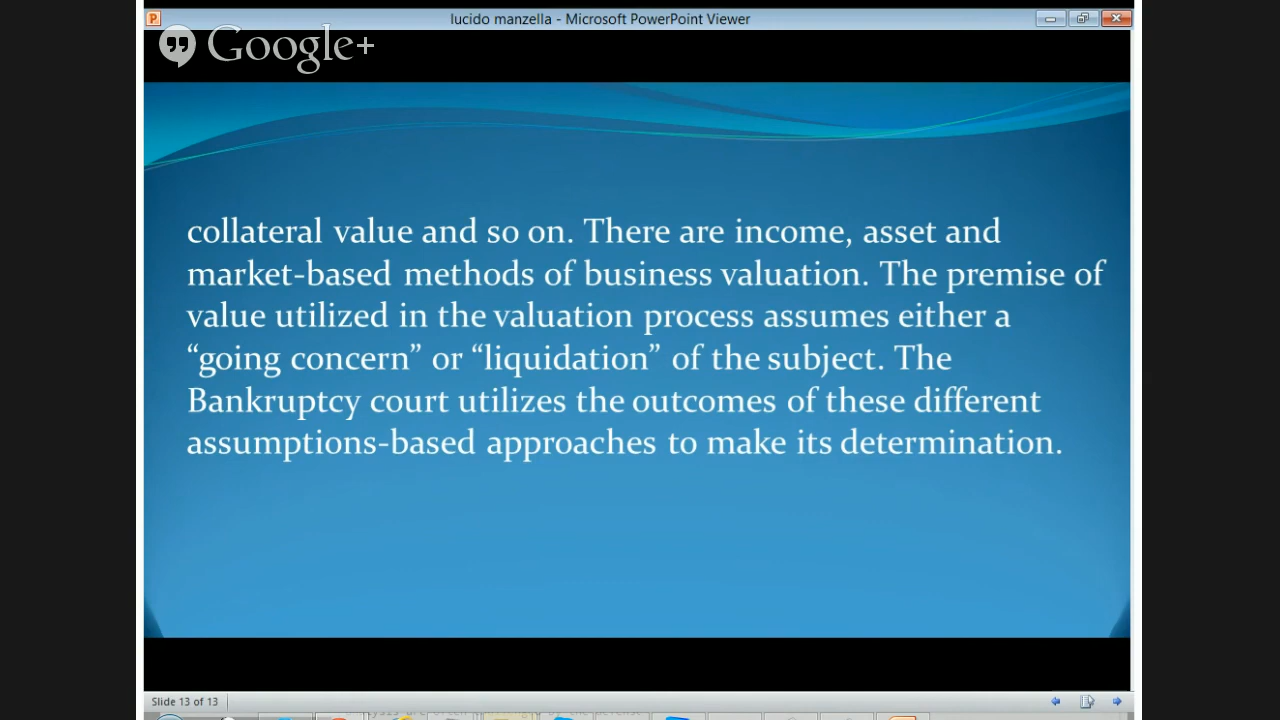 lucido manzella - Microsoft PowerPoint Viewer
Google+
collateral value and so on. There are income, asset and
market-based methods of business valuation. The premise of
value utilized in the valuation process assumes either a
“going concern” or “liquidation” of the subject. The
Bankruptcy court utilizes the outcomes of these different
assumptions-based approaches to make its determination.
Slide 13 of 13